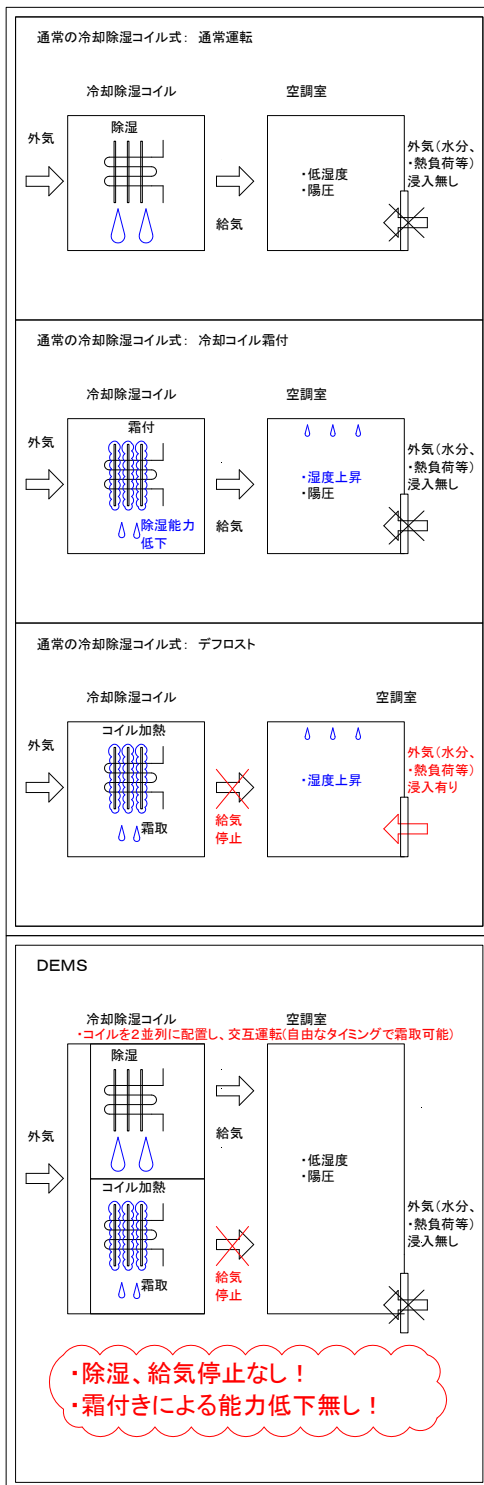 通常の冷却除湿コイル式: 通常運転
冷却除湿コイル
空調室
外気
除湿
給気
・低湿度
・陽圧
外気(水分、
・熱負荷等)
浸入無し
通常の冷却除湿コイル式: 冷却コイル霜付
冷却除湿コイル
空調室
外気
霜付
除湿能力
低下
給気
・湿度上昇
・陽圧
外気(水分、
・熱負荷等)
浸入無し
通常の冷却除湿コイル式: デフロスト
冷却除湿コイル
空調室
外気
コイル加熱
霜取
給気
停止
・湿度上昇
外気(水分、
・熱負荷等)
浸入有り
DEMS
冷却除湿コイル
空調室
・コイルを2並列に配置し、交互運転(自由なタイミングで霜取可能)
除湿
外気
給気
コイル加熱
霜取
給気
停止
・低湿度
・陽圧
外気(水分、
・熱負荷等)
浸入無し
・除湿、給気停止なし！
・霜付きによる能力低下無し！